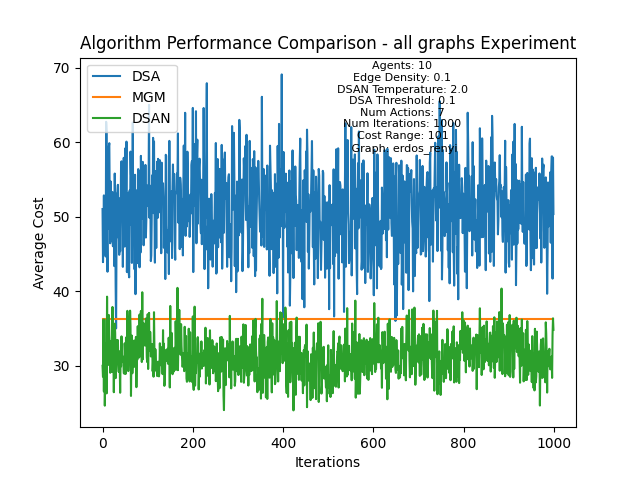 Algorithm Performance Comparison - all graphs Experiment
DSA
MGM
DSAN
Agents: 10
Edge Density: 0.1
DSAN Temperature: 2.0
DSA Threshold: 0.1
Num Actions: 7
Num Iterations: 1000
Cost Range: 101
Graph: erdos_renyi
Average Cost
70
60
50
40
30
0
200
400
600
800
1000
Iterations